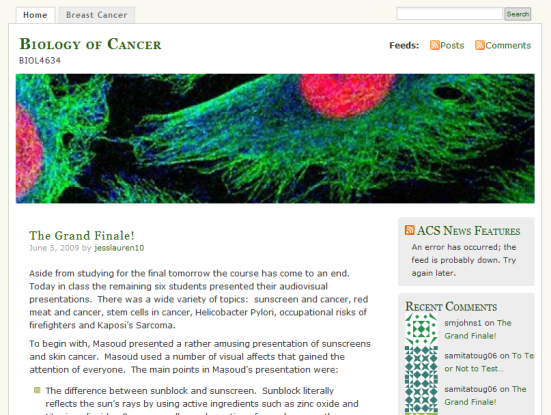 Home
Breast Cancer
Search
Biology of Cancer
BIOL4634
Feeds: Posts Comments
The Grand Finale!
June 5, 2009 by jesslauren10
Aside from studying for the final tomorrow the course has come to an end.
Today in class the remaining six students presented their audiovisual
presentations. There was a wide variety of topics: sunscreen and cancer, red
meat and cancer, stem cells in cancer, Helicobacter Pylori, occupational risks of
firefighters and Kaposi's Sarcoma.
To begin with, Masoud presented a rather amusing presentation of sunscreens
and skin cancer. Masoud used a number of visual affects that gained the
attention of everyone. The main points in Masoud's presentation were:
The difference between sunblock and sunscreen. Sunblock literally
reflects the sun's rays by using active ingredients such as zinc oxide and
ACS News Features
An error has occurred; the
feed is probably down. Try
again later.
Recent Comments
smjohns1 on The
Grand Finale!
samitatoug06 on To Te
or Not to Test...
samitatoug06 on The
Grand Finale!